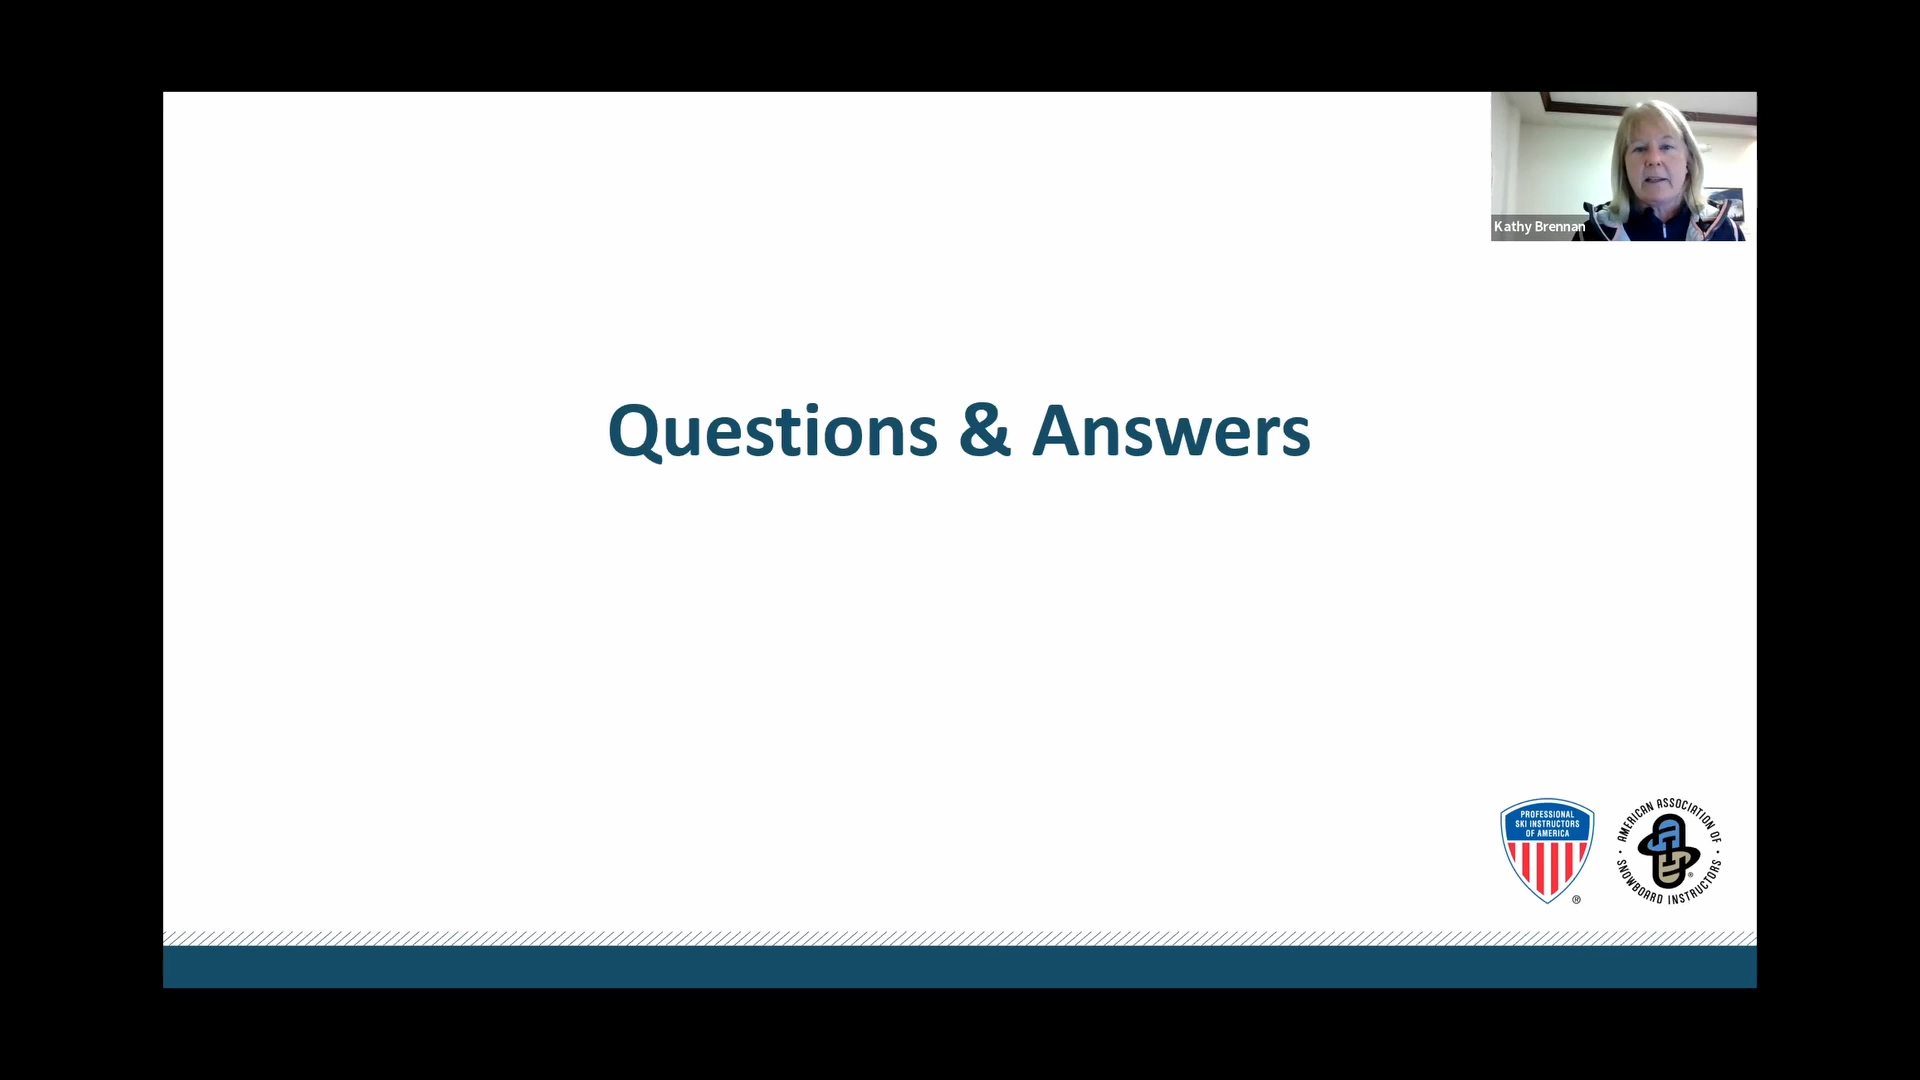 Kathy Brennan
Questions & Answers
PROFESSIONAL
SKI INSTRUCTORS
OF AMERICA
®
AMERICAN ASSOCIATION OF
• SNOWBOARD INSTRUCTORS •
®